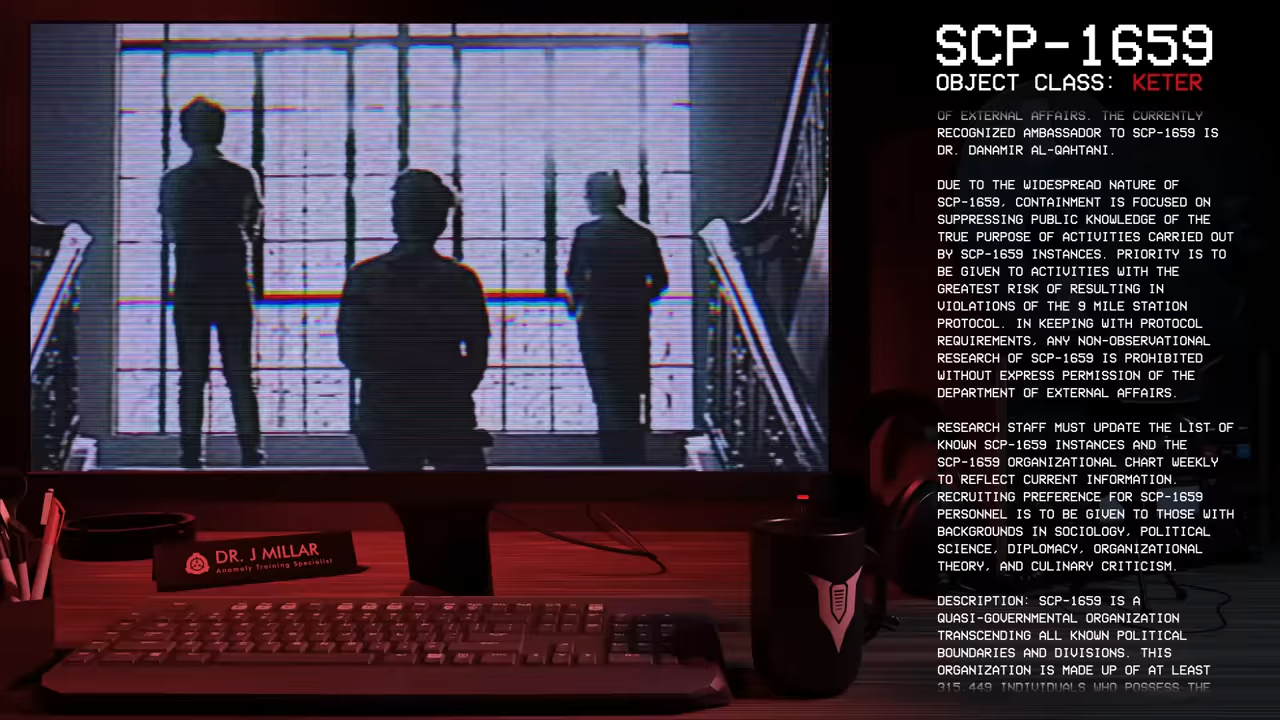 SCP-1659
OBJECT CLASS: KETER
OF EXTERNAL AFFAIRS. THE CURRENTLY
RECOGNIZED AMBASSADOR TO SCP-1659 IS
DR. DANAMIR AL-QAHTANI.
DUE TO THE WIDESPREAD NATURE OF
SCP-1659, CONTAINMENT IS FOCUSED ON
SUPPRESSING PUBLIC KNOWLEDGE OF THE
TRUE PURPOSE OF ACTIVITIES CARRIED OUT
BY SCP-1659 INSTANCES. PRIORITY IS TO
BE GIVEN TO ACTIVITIES WITH THE
GREATEST RISK OF RESULTING IN
VIOLATIONS OF THE 9 MILE STATION
PROTOCOL. IN KEEPING WITH PROTOCOL
REQUIREMENTS, ANY NON-OBSERVATIONAL
RESEARCH OF SCP-1659 IS PROHIBITED
WITHOUT EXPRESS PERMISSION OF THE
DEPARTMENT OF EXTERNAL AFFAIRS.
RESEARCH STAFF MUST UPDATE THE LIST OF
KNOWN SCP-1659 INSTANCES AND THE
SCP-1659 ORGANIZATIONAL CHART WEEKLY
TO REFLECT CURRENT INFORMATION.
RECRUITING PREFERENCE FOR SCP-1659
PERSONNEL IS TO BE GIVEN TO THOSE WITH
BACKGROUNDS IN SOCIOLOGY, POLITICAL
SCIENCE, DIPLOMACY, ORGANIZATIONAL
THEORY, AND CULINARY CRITICISM.
DESCRIPTION: SCP-1659 IS A
QUASI-GOVERNMENTAL ORGANIZATION
TRANSCENDING ALL KNOWN POLITICAL
BOUNDARIES AND DIVISIONS. THIS
ORGANIZATION IS MADE UP OF AT LEAST
315,449 INDIVIDUALS WHO POSSESS THE
DR. J MILLAR
Anomaly Training Specialist